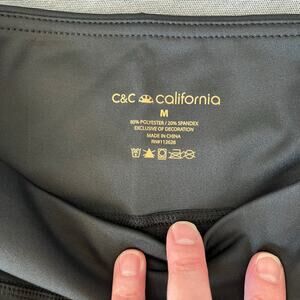 C&C california
M
80% POLYESTER / 20% SPANDEX
EXCLUSIVE OF DECORATION
MADE IN CHINA
RN#112628